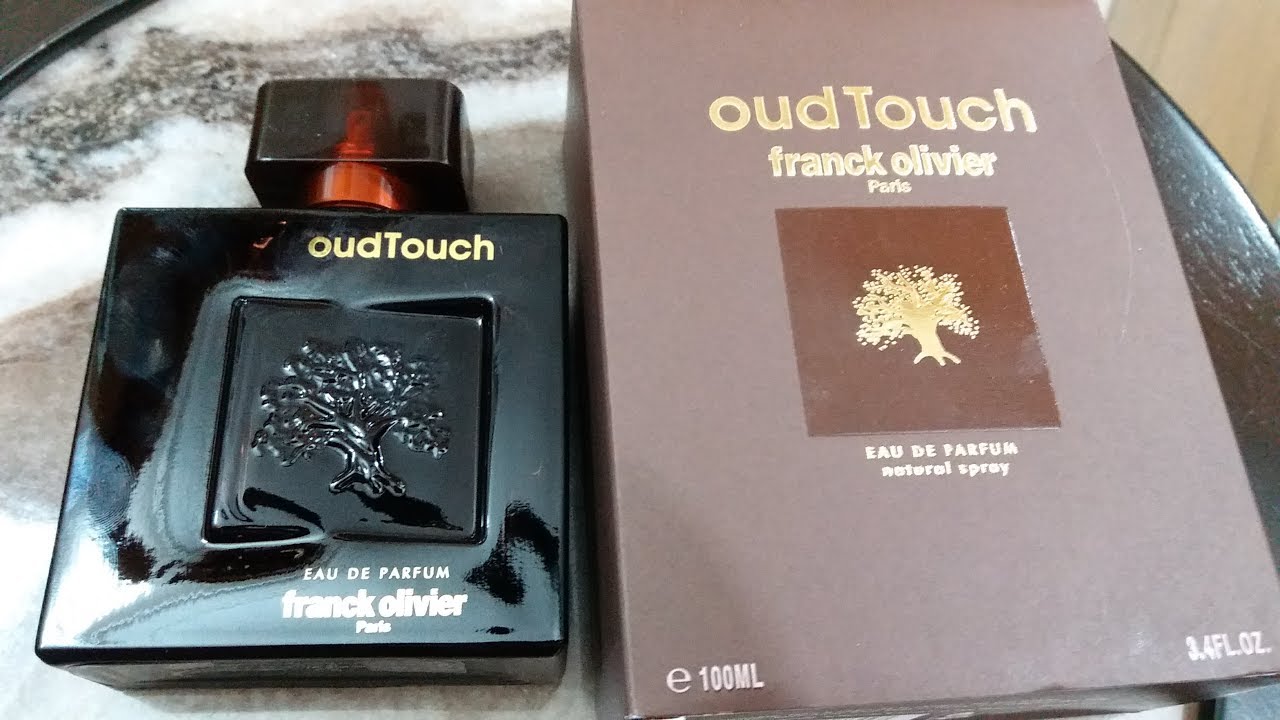 oudTouch
EAU DE PARFUM
franck olivier
Paris
oudTouch
franck olivier
Paris
EAU DE PARFUM
natural spray
e 100ML
3.4FL.OZ.